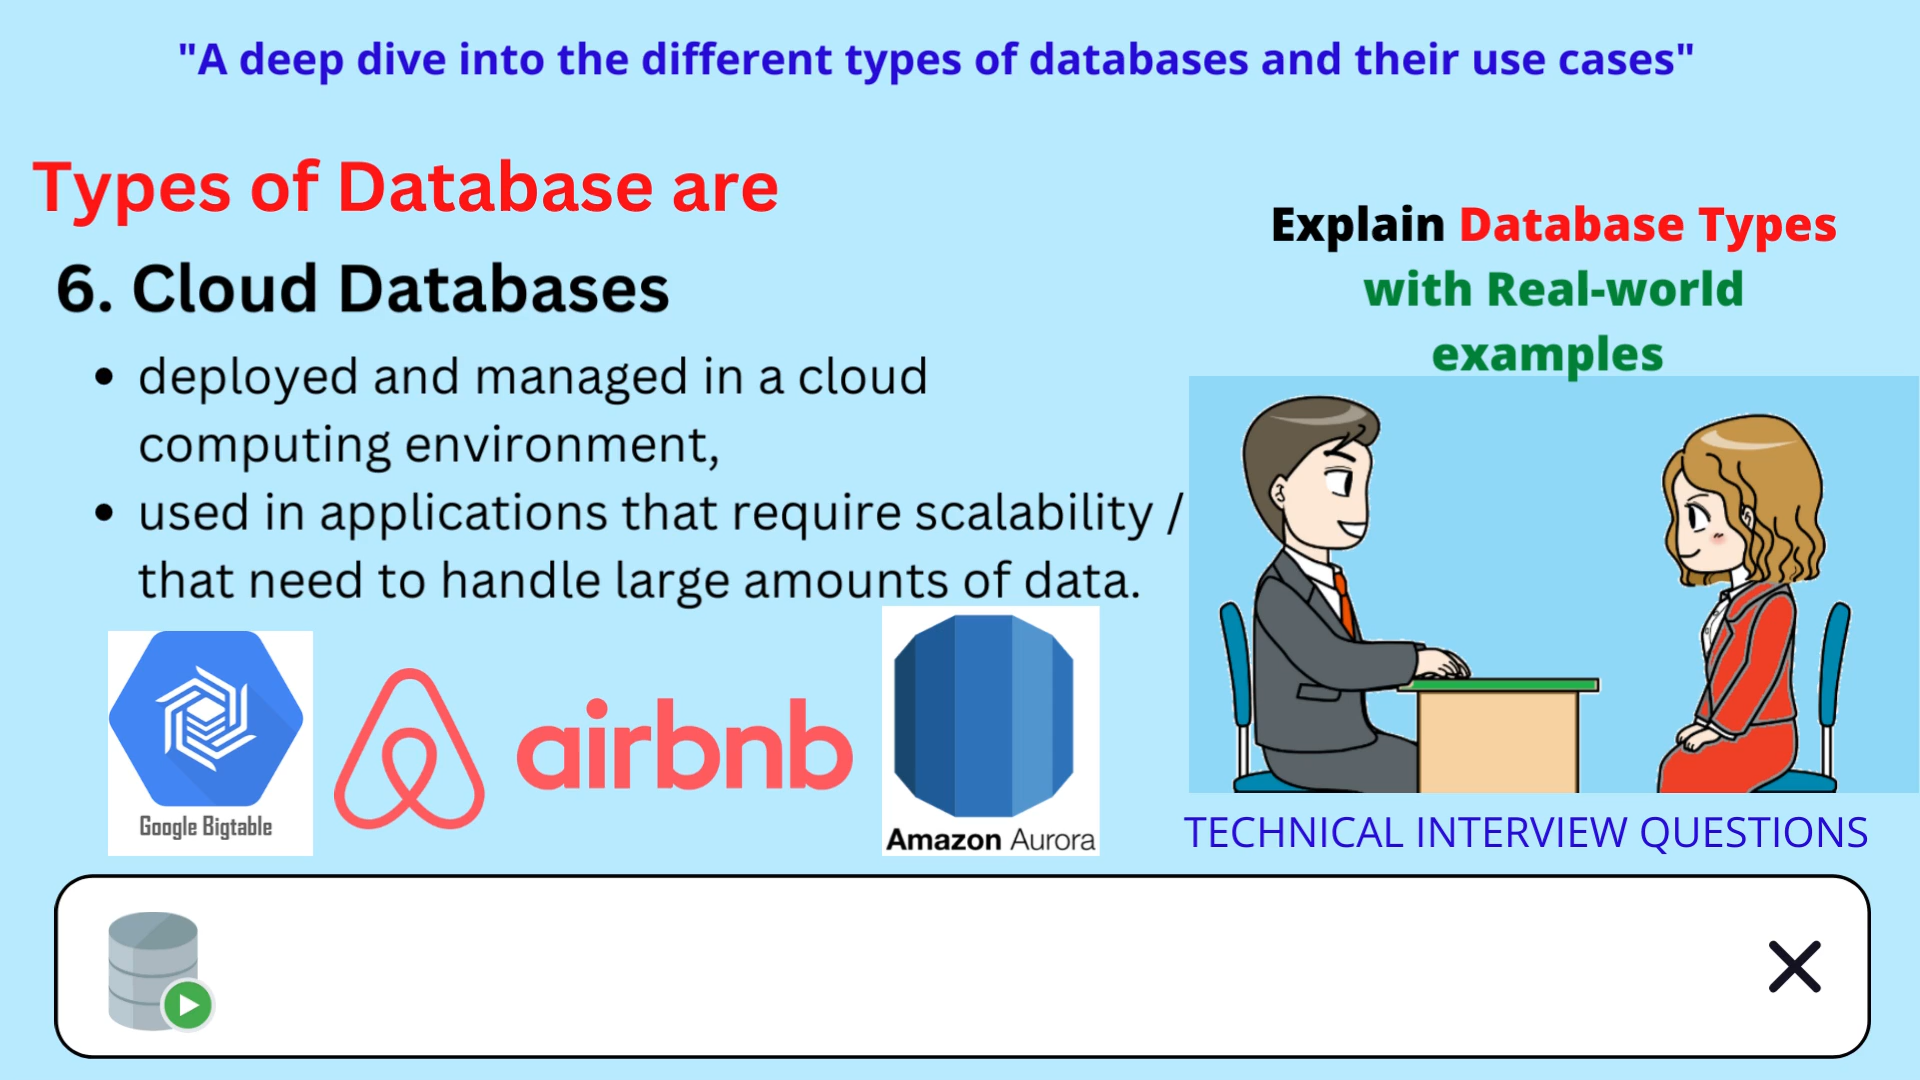 "A deep dive into the different types of databases and their use cases"
Types of Database are
6. Cloud Databases
• deployed and managed in a cloud
computing environment,
• used in applications that require scalability /
that need to handle large amounts of data.
Google Bigtable
airbnb
Amazon Aurora
Explain Database Types
with Real-world
examples
TECHNICAL INTERVIEW QUESTIONS